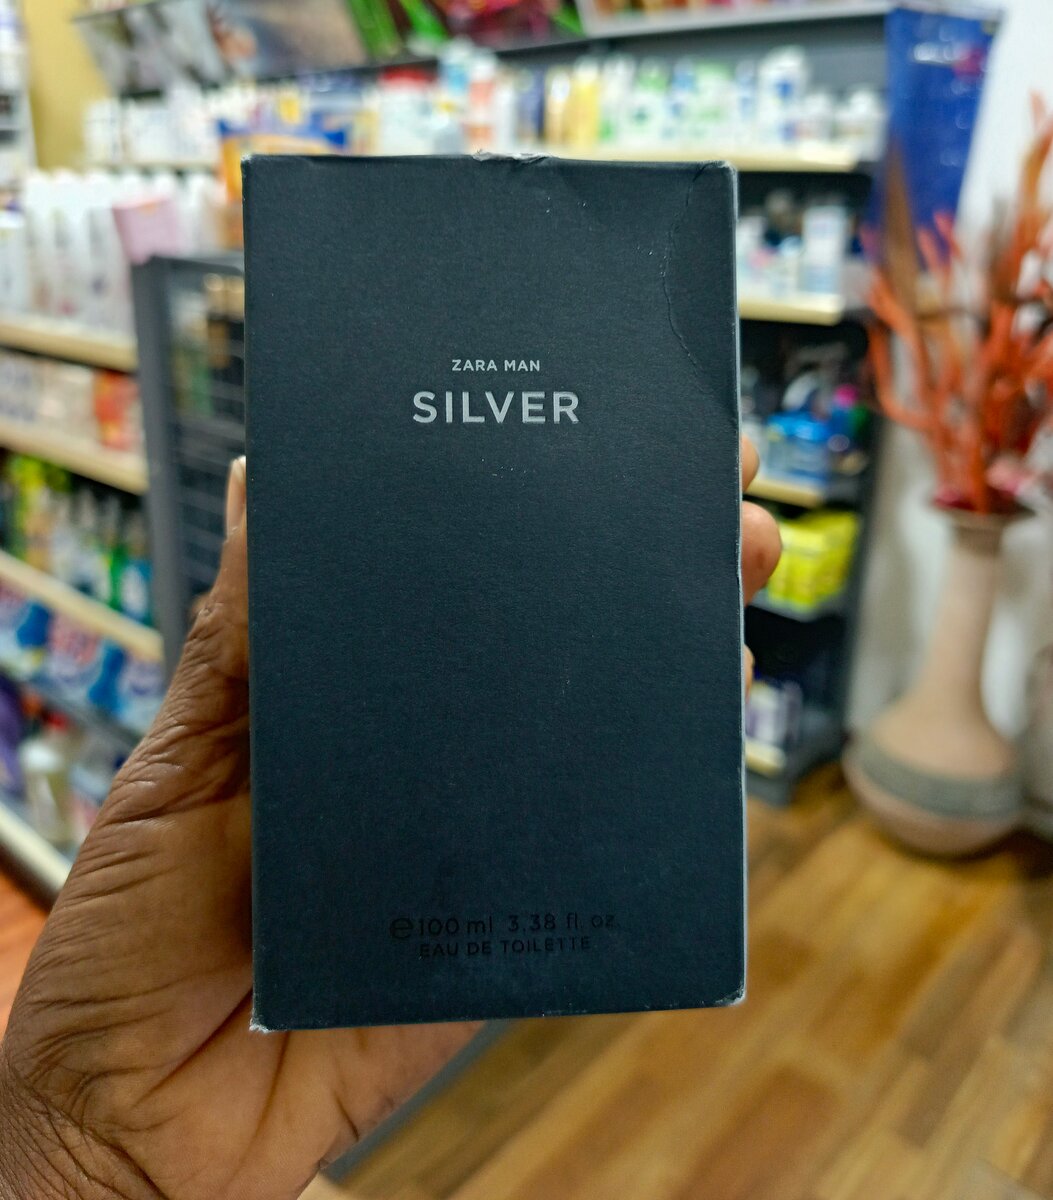 ZARA MAN
SILVER
℮ 100 ml 3.38 fl. oz.
EAU DE TOILETTE